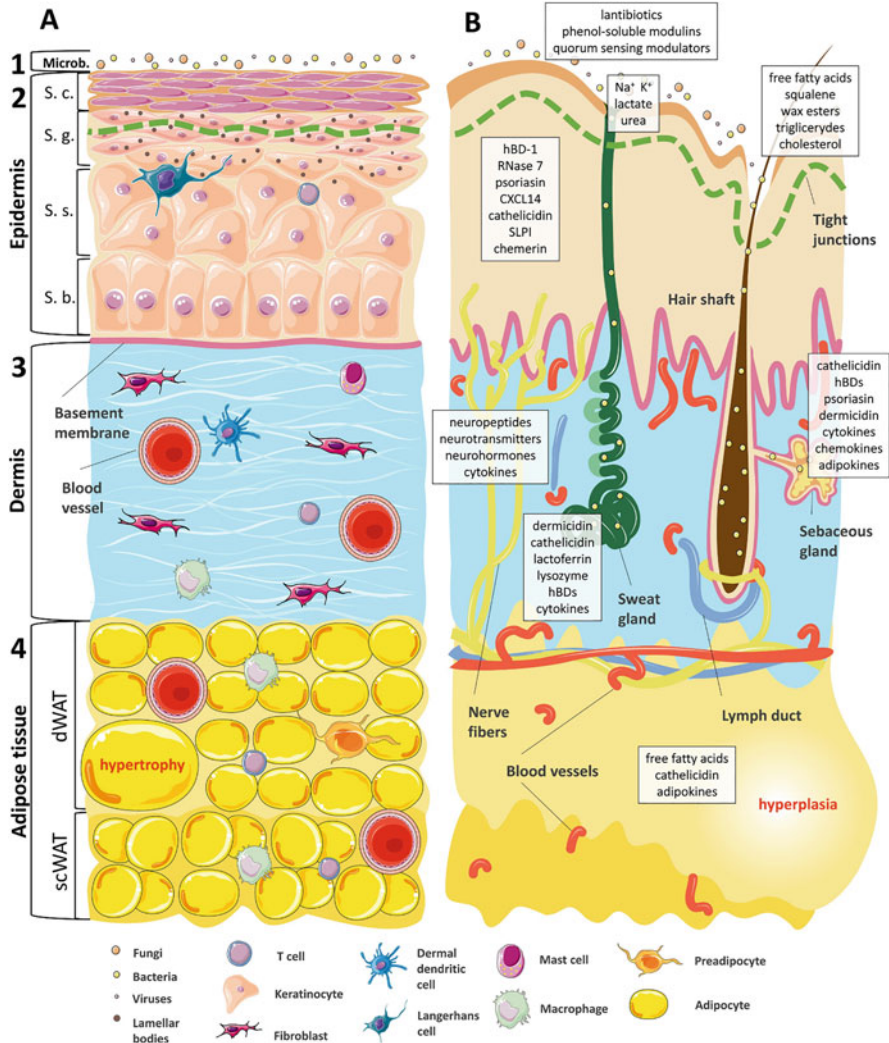 A
1
Microb.
2
Epidermis
S. c.
S. g.
S. s.
S. b.
3
Dermis
Basement
membrane
Blood
vessel
4
Adipose tissue
dWAT
hypertrophy
scWAT
B
lantibiotics
phenol-soluble modulins
quorum sensing modulators
Na+ K+
lactate
urea
free fatty acids
squalene
wax esters
triglicerydes
cholesterol
hBD-1
RNase 7
psoriasin
CXCL14
cathelicidin
SLPI
chemerin
Tight
junctions
Hair shaft
cathelicidin
hBDs
psoriasin
dermicidin
cytokines
chemokines
adipokines
neuropeptides
neurotransmitters
neurohormones
cytokines
Sebaceous
gland
dermicidin
cathelicidin
lactoferrin
lysozyme
hBDs
cytokines
Sweat
gland
Nerve
fibers
Lymph duct
Blood vessels
free fatty acids
cathelicidin
adipokines
hyperplasia
Fungi
Bacteria
Viruses
Lamellar
bodies
T cell
Keratinocyte
Fibroblast
Dermal
dendritic
cell
Langerhans
cell
Mast cell
Macrophage
Preadipocyte
Adipocyte